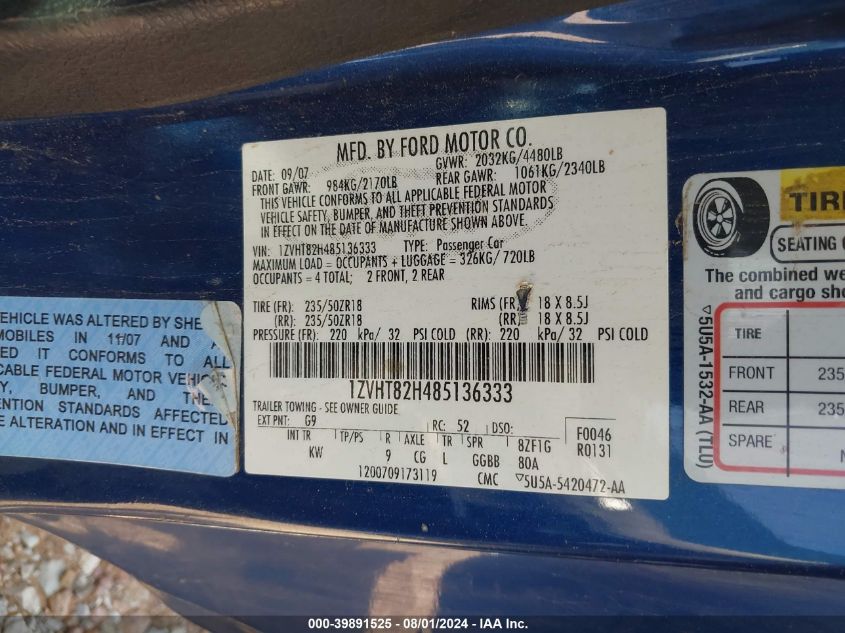 MFD. BY FORD MOTOR CO.
DATE: 09/07 GVWR: 2032KG/4480LB
FRONT GAWR: 984KG/2170LB REAR GAWR: 1061KG/2340LB
THIS VEHICLE CONFORMS TO ALL APPLICABLE FEDERAL MOTOR
VEHICLE SAFETY, BUMPER, AND THEFT PREVENTION STANDARDS
IN EFFECT ON THE DATE OF MANUFACTURE SHOWN ABOVE.
VIN: 1ZVHT82H485136333 TYPE: Passenger Car
MAXIMUM LOAD = OCCUPANTS + LUGGAGE = 326KG/720LB
OCCUPANTS = 4 TOTAL; 2 FRONT, 2 REAR
TIRE (FR): 235/50ZR18 RIMS (FR) 18 X 8.5J
(RR): 235/50ZR18 (RR): 18 X 8.5J
PRESSURE (FR): 220 kPa/ 32 PSI COLD (RR): 220 kPa/ 32 PSI COLD
1ZVHT82H485136333
TRAILER TOWING - SEE OWNER GUIDE
EXT PNT: G9 RC: 52 DSO: F0046
INT TR TP/PS R AXLE TR SPR 8ZF1G R0131
KW 9 CG L GGBB 80A
1200709173119 CMC ▽5U5A-5420472-AA
VEHICLE WAS ALTERED BY SHE
MOBILES IN 11/07 AND A
ED IT CONFORMS TO ALL
ICABLE FEDERAL MOTOR VEHIC
Y, BUMPER, AND THE
ENTION STANDARDS AFFECTED
E ALTERATION AND IN EFFECT IN
TIRE
SEATING C
The combined we
and cargo sho
TIRE
FRONT 235
REAR 235
SPARE
▽5U5A-1532-AA (TLU)
000-39891525 - 08/01/2024 - IAA Inc.